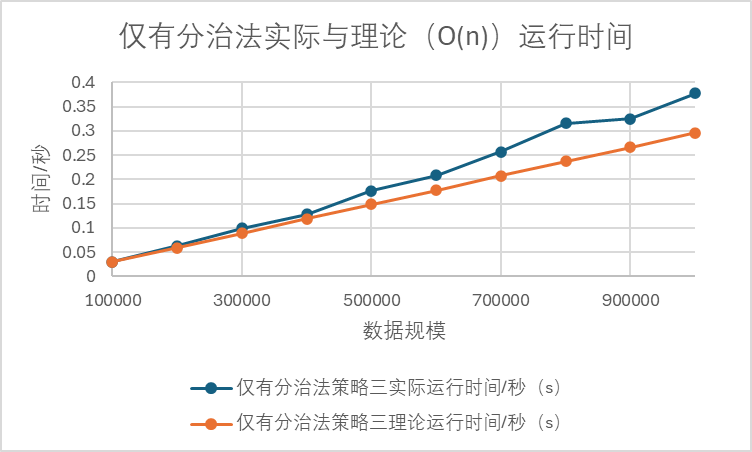 仅有分治法实际与理论（O(n)）运行时间
0.4
0.35
0.3
0.25
0.2
0.15
0.1
0.05
0
时间/秒
100000 300000 500000 700000 900000
数据规模
仅有分治法策略三实际运行时间/秒（s）
仅有分治法策略三理论运行时间/秒（s）